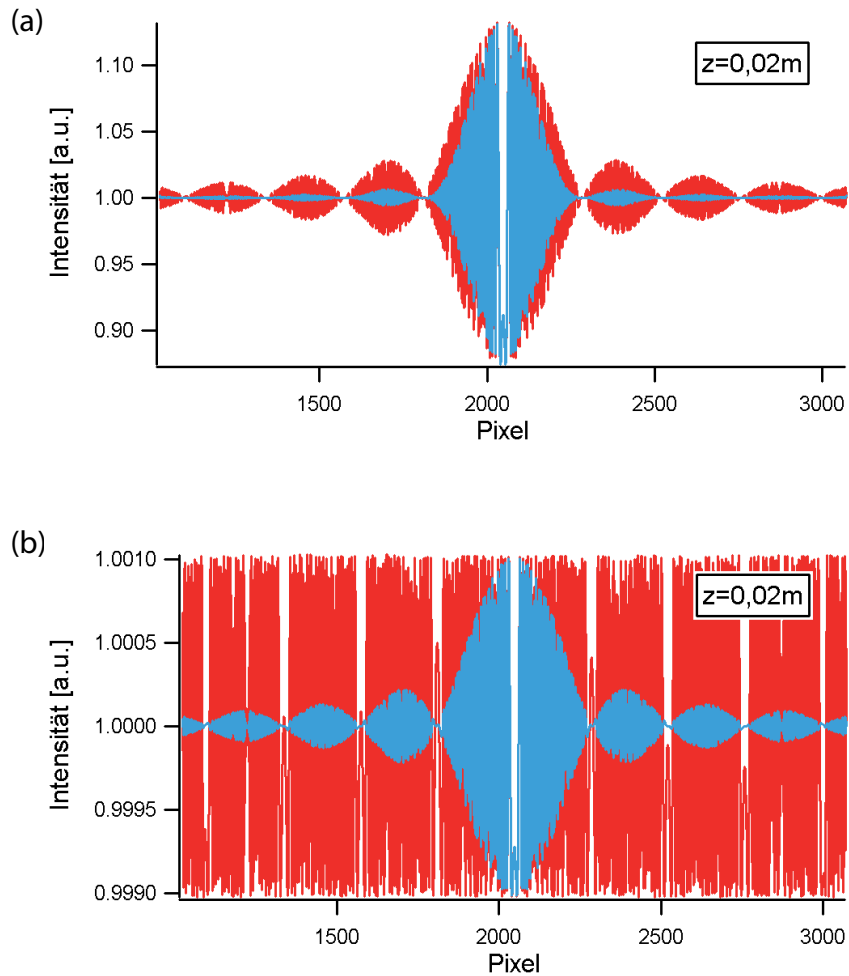 (a)
z=0,02m
1.10
1.05
1.00
0.95
0.90
Intensität [a.u.]
1500 2000 2500 3000
Pixel
(b)
z=0,02m
1.0010
1.0005
1.0000
0.9995
0.9990
Intensität [a.u.]
1500 2000 2500 3000
Pixel